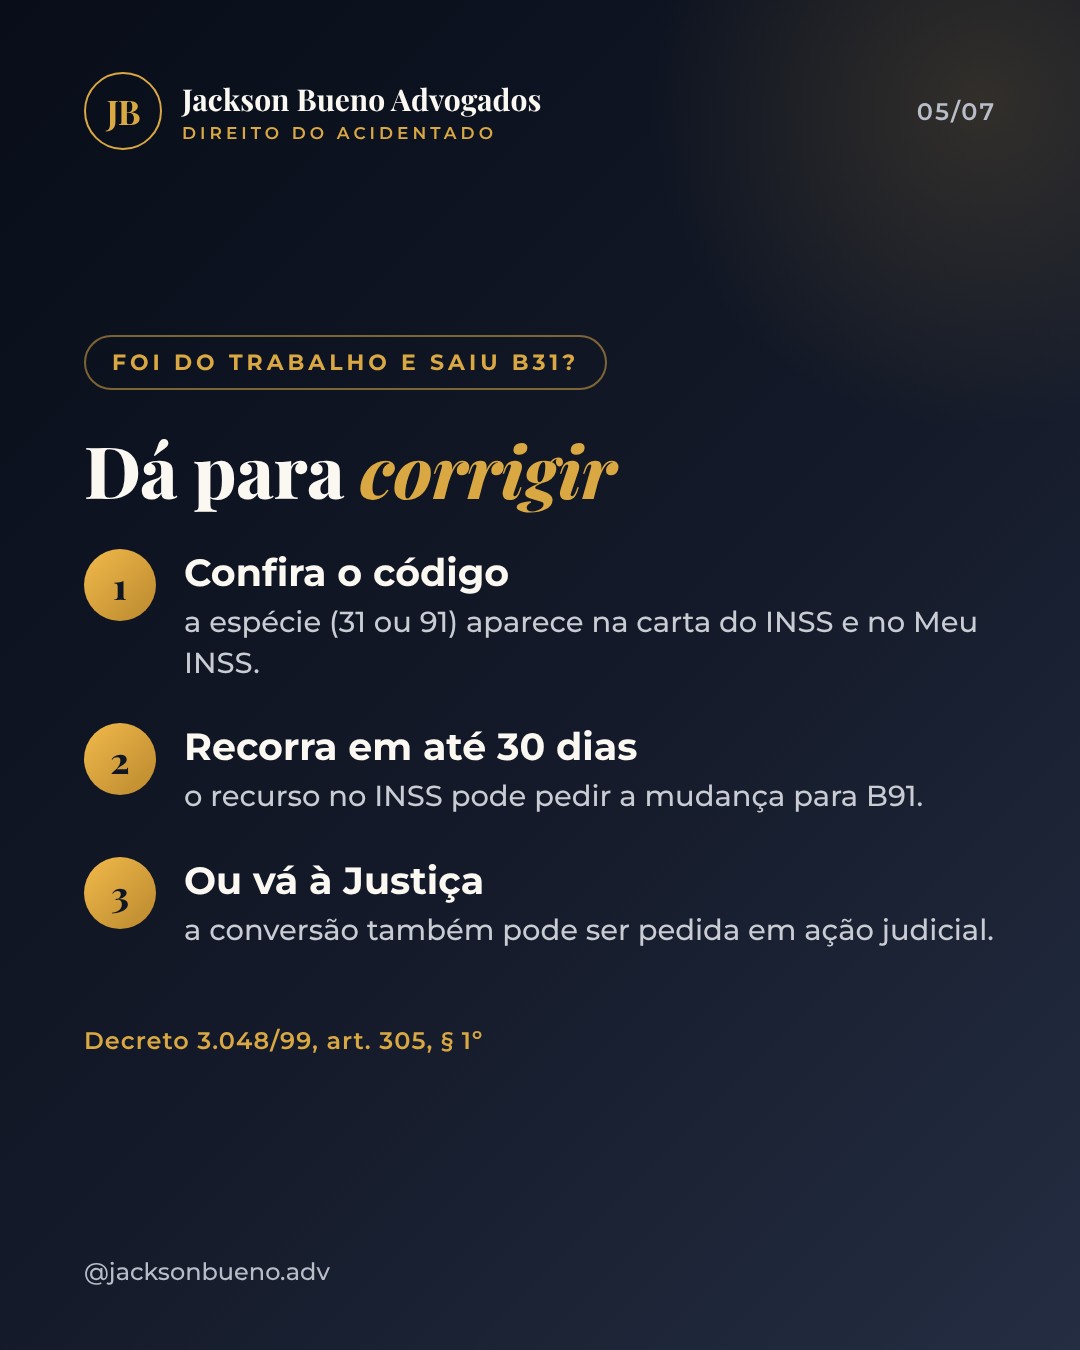 JB
Jackson Bueno Advogados
DIREITO DO ACIDENTADO
05/07
FOI DO TRABALHO E SAIU B31?
Dá para corrigir
1
Confira o código
a espécie (31 ou 91) aparece na carta do INSS e no Meu
INSS.
2
Recorra em até 30 dias
o recurso no INSS pode pedir a mudança para B91.
3
Ou vá à Justiça
a conversão também pode ser pedida em ação judicial.
Decreto 3.048/99, art. 305, § 1º
@jacksonbueno.adv